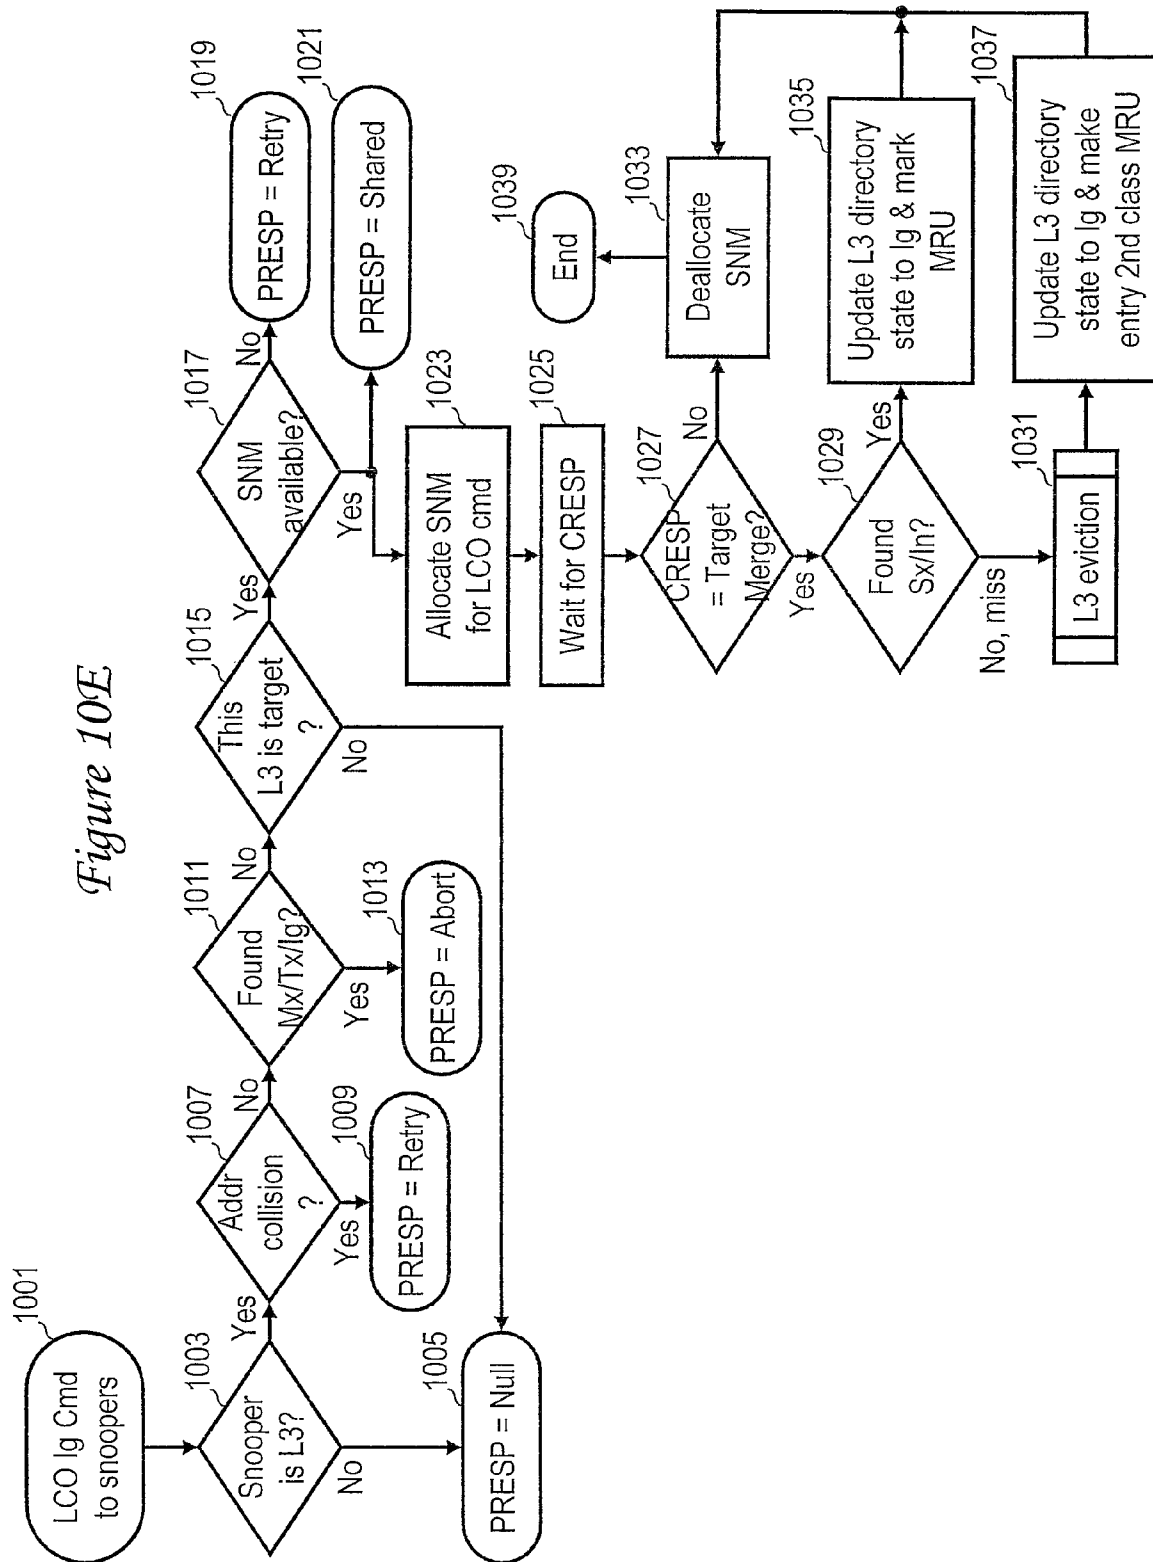 Figure 10E
1001
LCO Ig Cmd
to snoopers
1003
Snooper
is L3?
Yes
No
1005
PRESP = Null
1007
Addr
collision
?
No
Yes
1009
PRESP = Retry
1011
Found
Mx/Tx/Ig?
No
Yes
1013
PRESP = Abort
1015
This
L3 is target
?
Yes
No
1017
SNM
available?
No
Yes
1019
PRESP = Retry
1021
PRESP = Shared
1023
Allocate SNM
for LCO cmd
1025
Wait for CRESP
1027
CRESP
= Target
Merge?
No
Yes
1029
Found
Sx/In?
Yes
No, miss
1031
L3 eviction
1033
Deallocate
SNM
1035
Update L3 directory
state to Ig & mark
MRU
1037
Update L3 directory
state to Ig & make
entry 2nd class MRU
1039
End